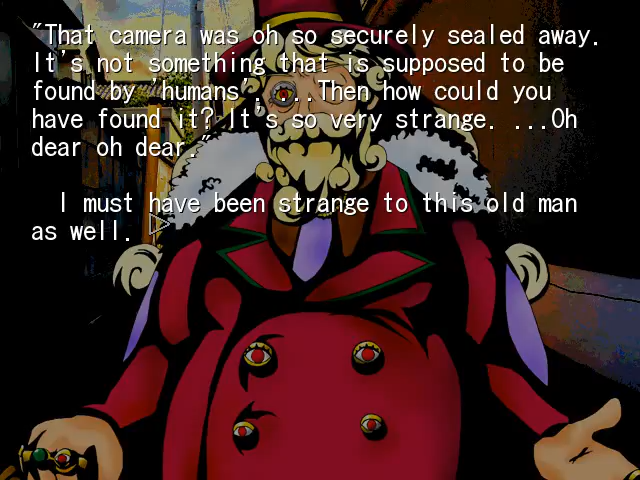 "That camera was oh so securely sealed away.
It's not something that is supposed to be
found by 'humans'. ...Then how could you
have found it? It's so very strange. ...Oh
dear oh dear."
I must have been strange to this old man
as well.